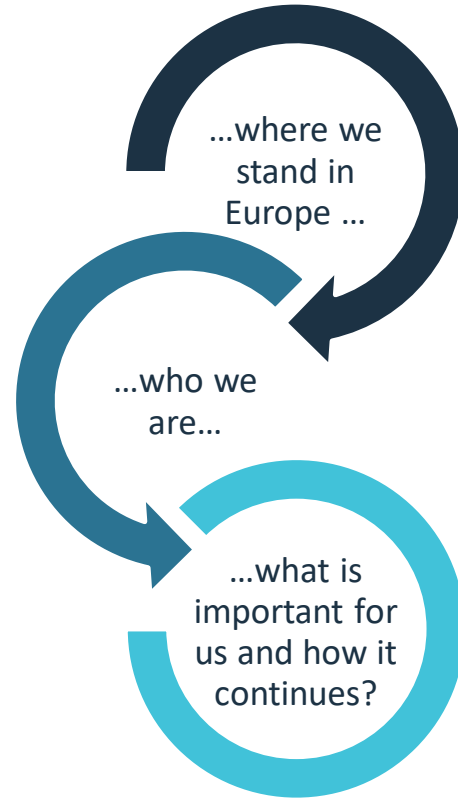 …where we
stand in
Europe …
…who we
are…
…what is
important for
us and how it
continues?